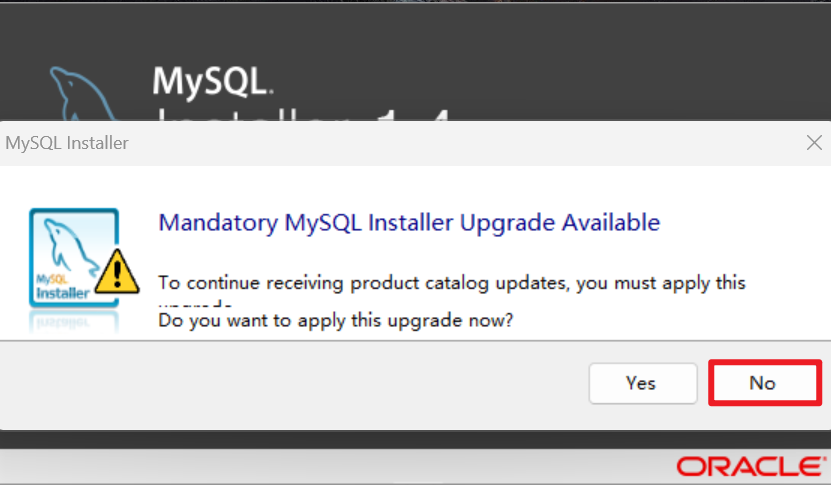 MySQL.
Installer 1.4
MySQL Installer
Mandatory MySQL Installer Upgrade Available
MySQL
Installer
To continue receiving product catalog updates, you must apply this
upgrade.
Do you want to apply this upgrade now?
Yes
No
ORACLE